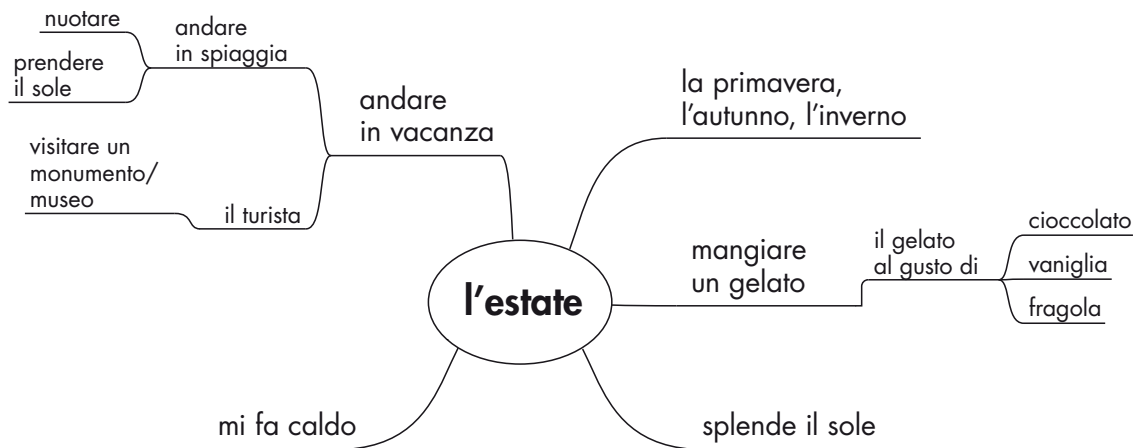 nuotare
andare
in spiaggia
prendere
il sole
andare
in vacanza
visitare un
monumento/
museo
il turista
la primavera,
l'autunno, l'inverno
mangiare
un gelato
il gelato
al gusto di
cioccolato
vaniglia
fragola
l'estate
mi fa caldo
splende il sole